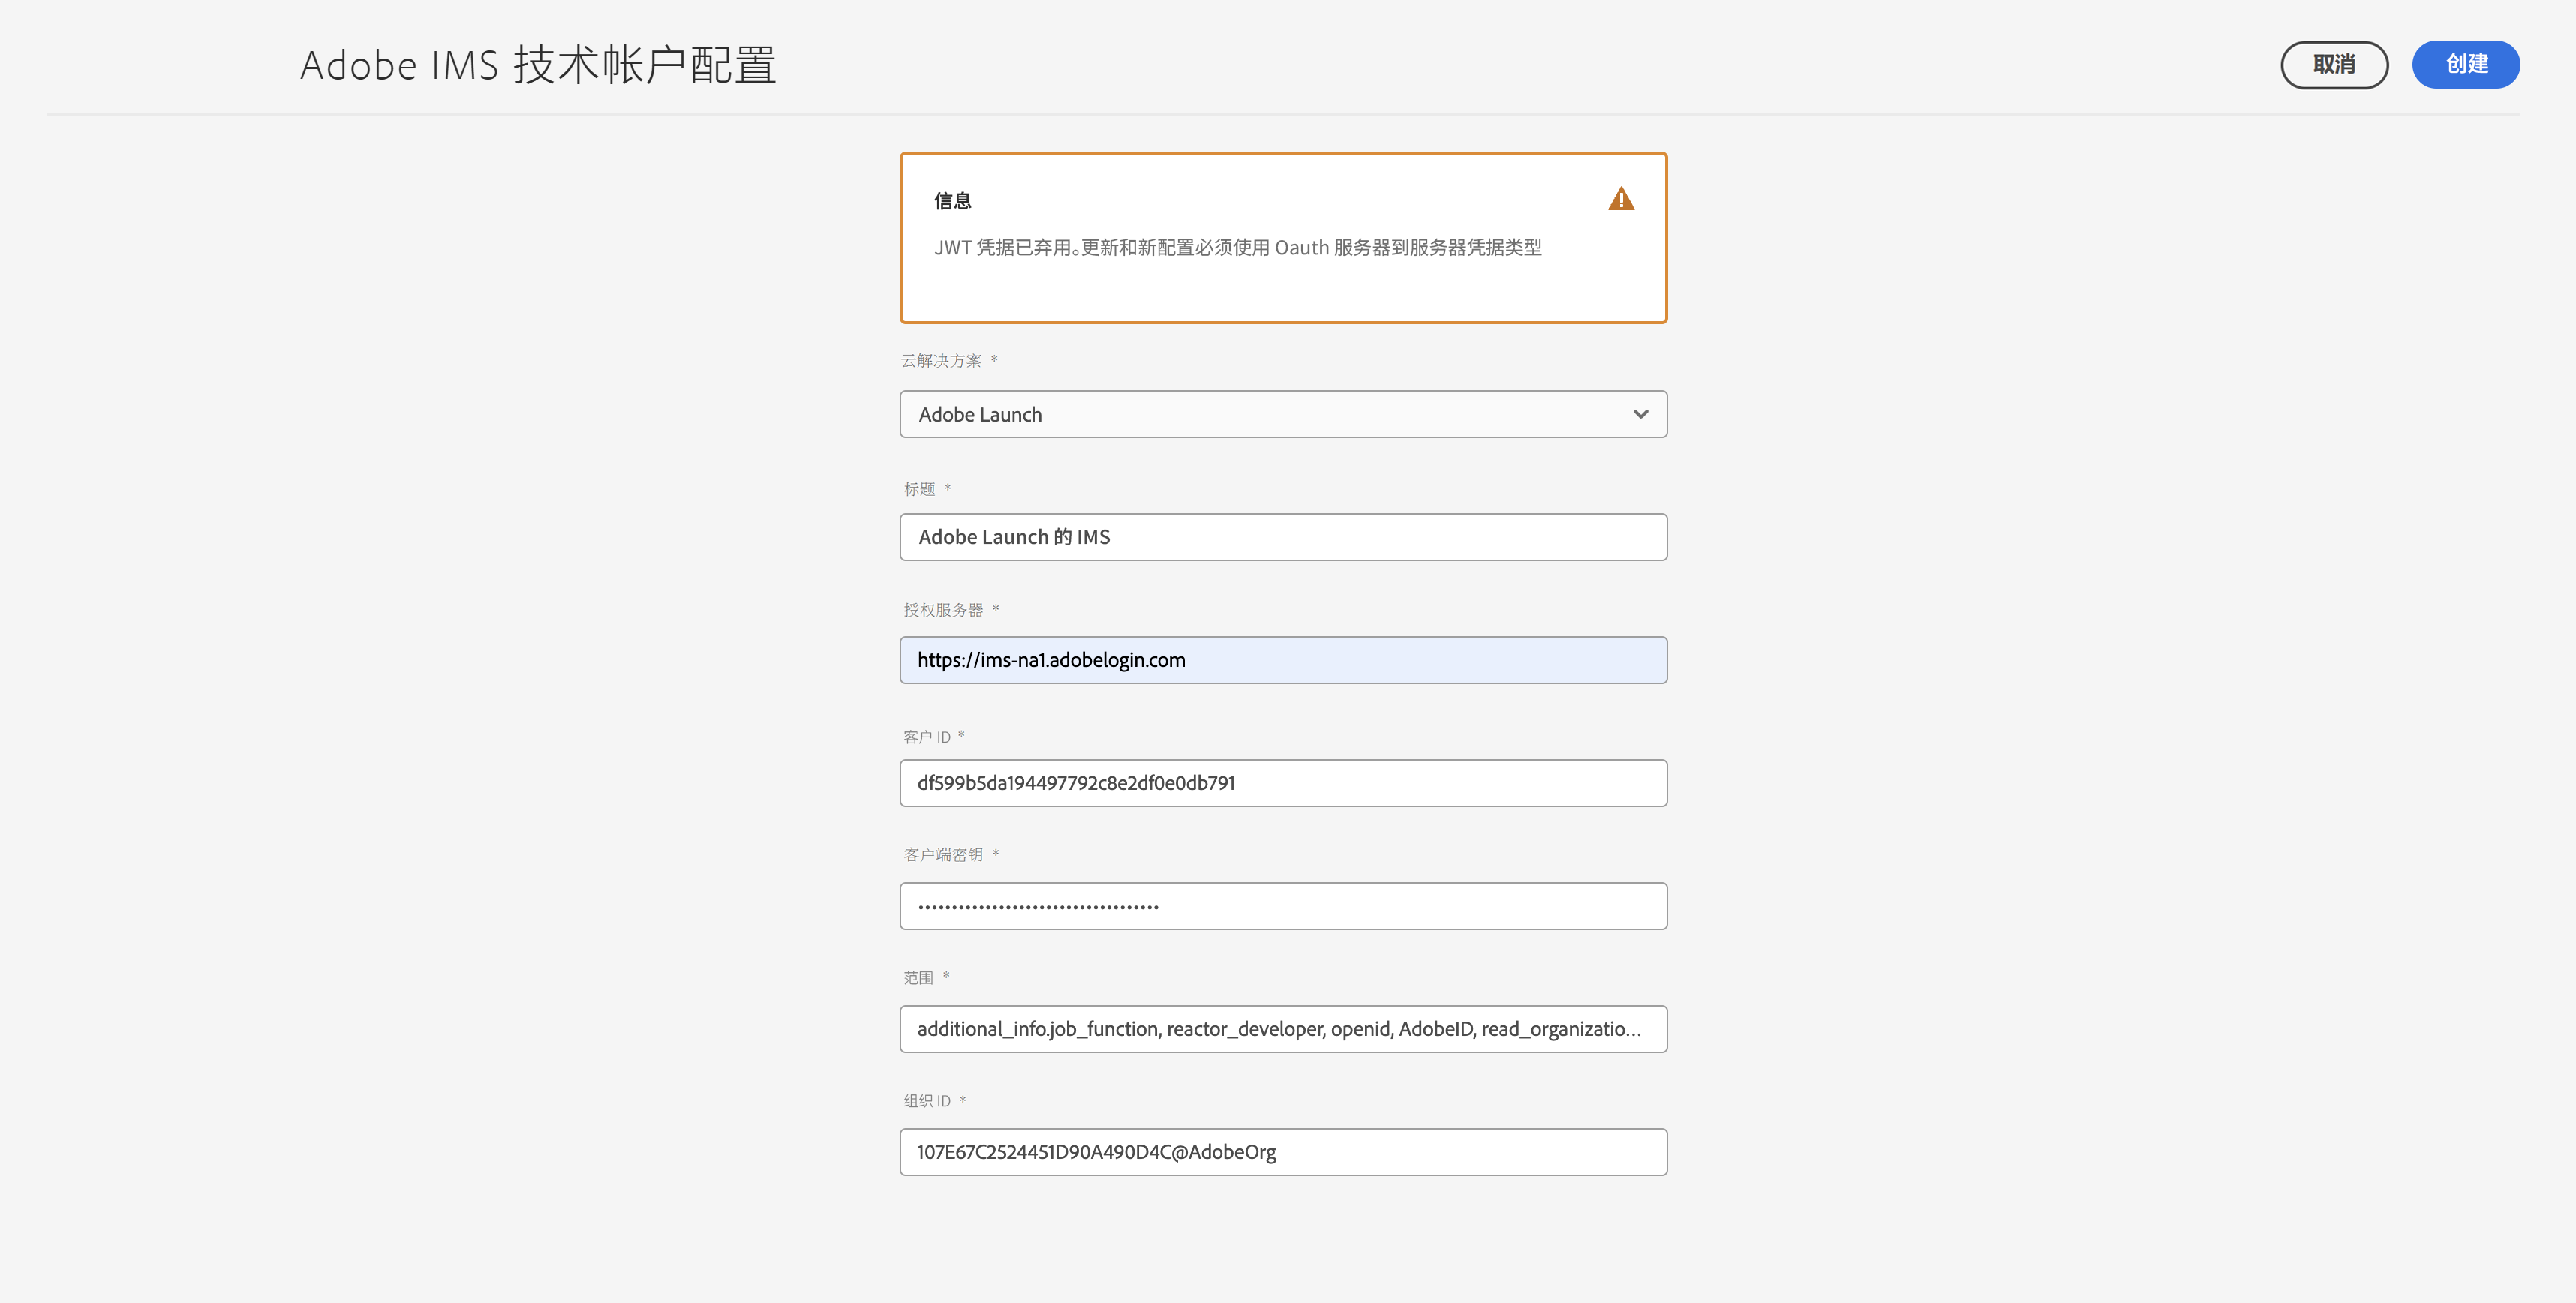 Adobe IMS 技术帐户配置
取消
创建
信息
JWT 凭据已弃用。更新和新配置必须使用 Oauth 服务器到服务器凭据类型
云解决方案 *
Adobe Launch
标题 *
Adobe Launch 的 IMS
授权服务器 *
https://ims-na1.adobelogin.com
客户 ID *
df599b5da194497792c8e2df0e0db791
客户端密钥 *
••••••••••••••••••••••••••••••••••••
范围 *
additional_info.job_function, reactor_developer, openid, AdobeID, read_organizatio...
组织 ID *
107E67C2524451D90A490D4C@AdobeOrg